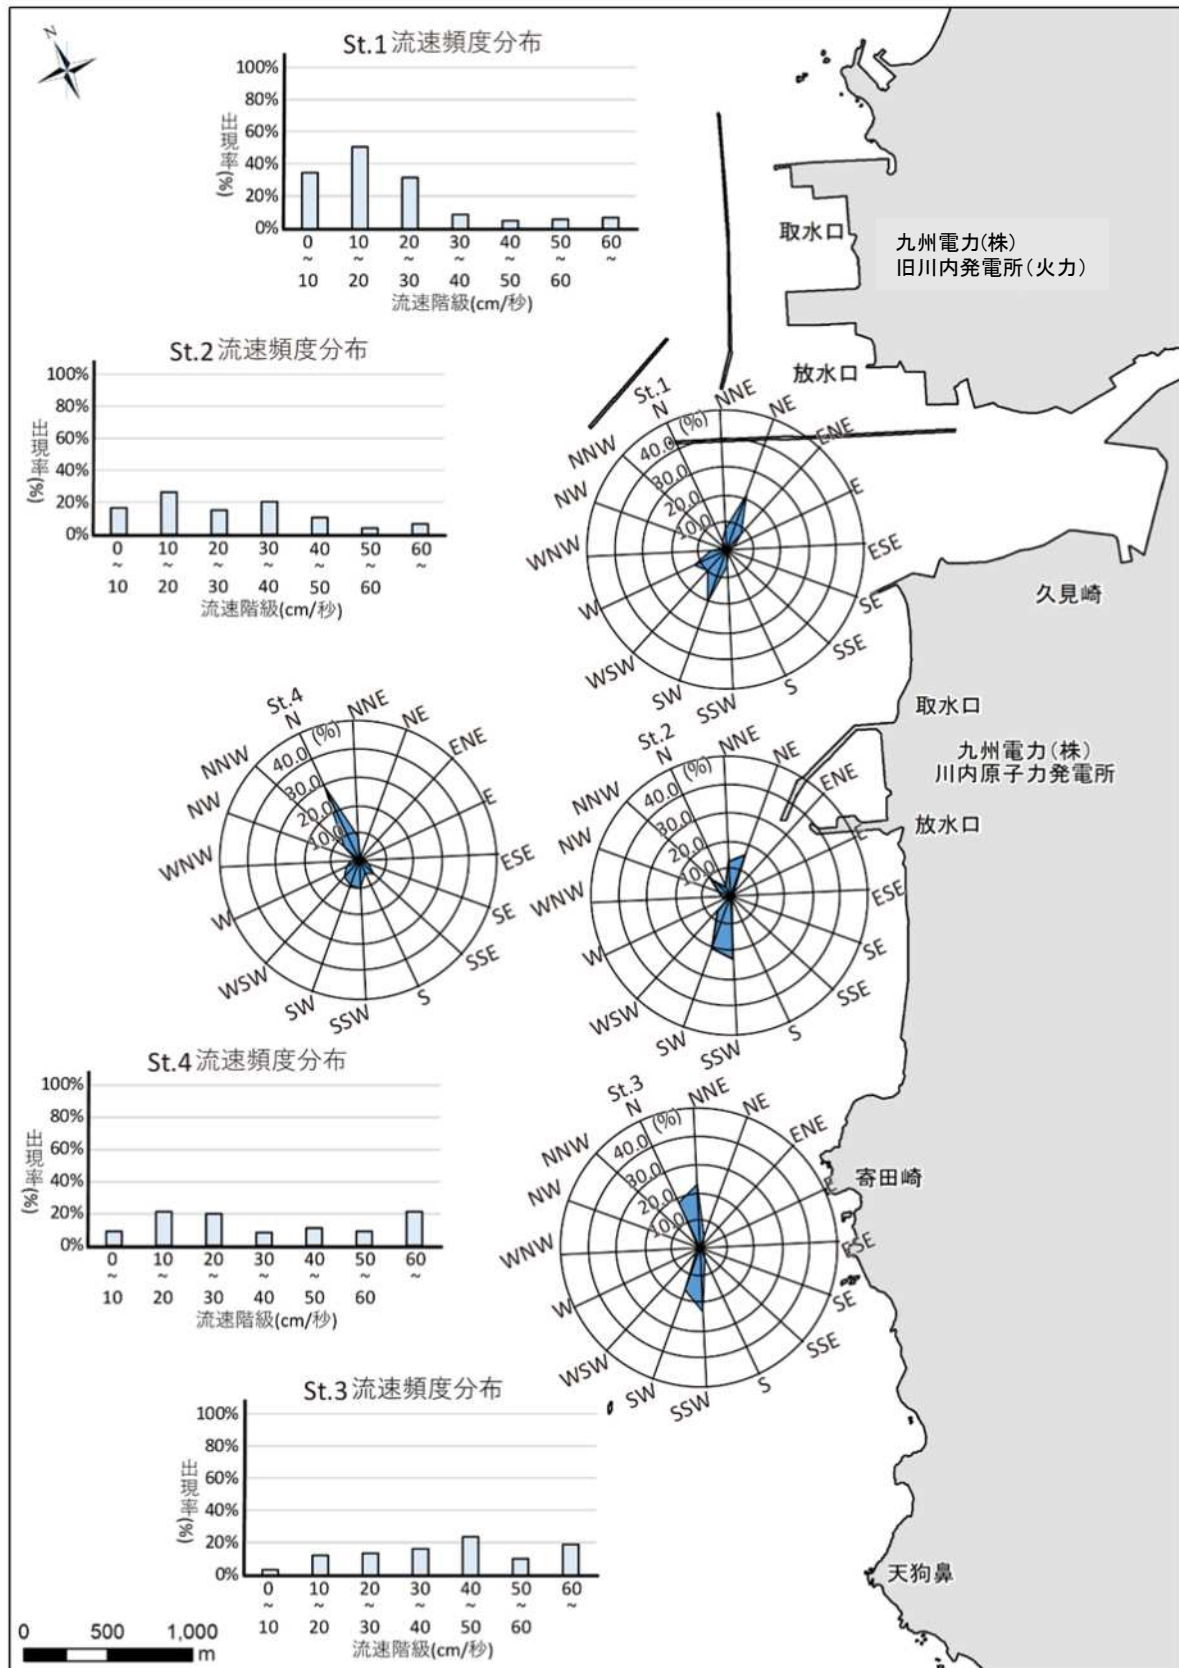 N
St.1 流速頻度分布
出現率(%)
100%
80%
60%
40%
20%
0%
0 10 20 30 40 50 60
~ ~ ~ ~ ~ ~ ~
10 20 30 40 50 60
流速階級(cm/秒)
取水口
九州電力(株)
旧川内発電所(火力)
放水口
St.2 流速頻度分布
出現率(%)
100%
80%
60%
40%
20%
0%
0 10 20 30 40 50 60
~ ~ ~ ~ ~ ~ ~
10 20 30 40 50 60
流速階級(cm/秒)
St.1
N
NNE
NE
ENE
E
ESE
SE
SSE
S
SSW
SW
WSW
W
WNW
NW
NNW
(%)
40.0
30.0
20.0
10.0
久見崎
取水口
九州電力(株)
川内原子力発電所
放水口
St.4
N
NNE
NE
ENE
E
ESE
SE
SSE
S
SSW
SW
WSW
W
WNW
NW
NNW
(%)
40.0
30.0
20.0
10.0
St.2
N
NNE
NE
ENE
E
ESE
SE
SSE
S
SSW
SW
WSW
W
WNW
NW
NNW
(%)
40.0
30.0
20.0
10.0
St.4 流速頻度分布
出現率(%)
100%
80%
60%
40%
20%
0%
0 10 20 30 40 50 60
~ ~ ~ ~ ~ ~ ~
10 20 30 40 50 60
流速階級(cm/秒)
St.3
N
NNE
NE
ENE
E
ESE
SE
SSE
S
SSW
SW
WSW
W
WNW
NW
NNW
(%)
40.0
30.0
20.0
10.0
寄田崎
St.3 流速頻度分布
出現率(%)
100%
80%
60%
40%
20%
0%
0 10 20 30 40 50 60
~ ~ ~ ~ ~ ~ ~
10 20 30 40 50 60
流速階級(cm/秒)
天狗鼻
0 500 1,000
m